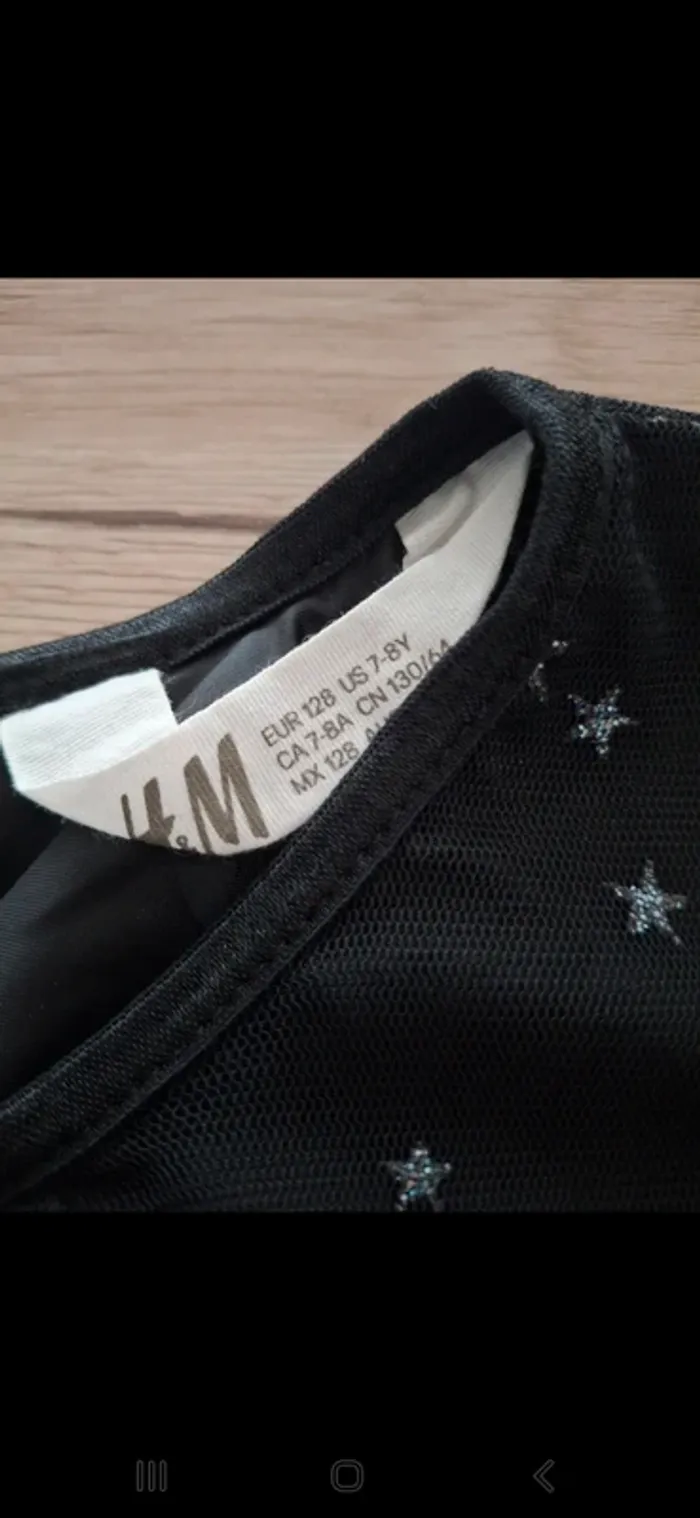 H&M
EUR 128 US 7-8Y
CA 7-8A CN 130/64
MX 128